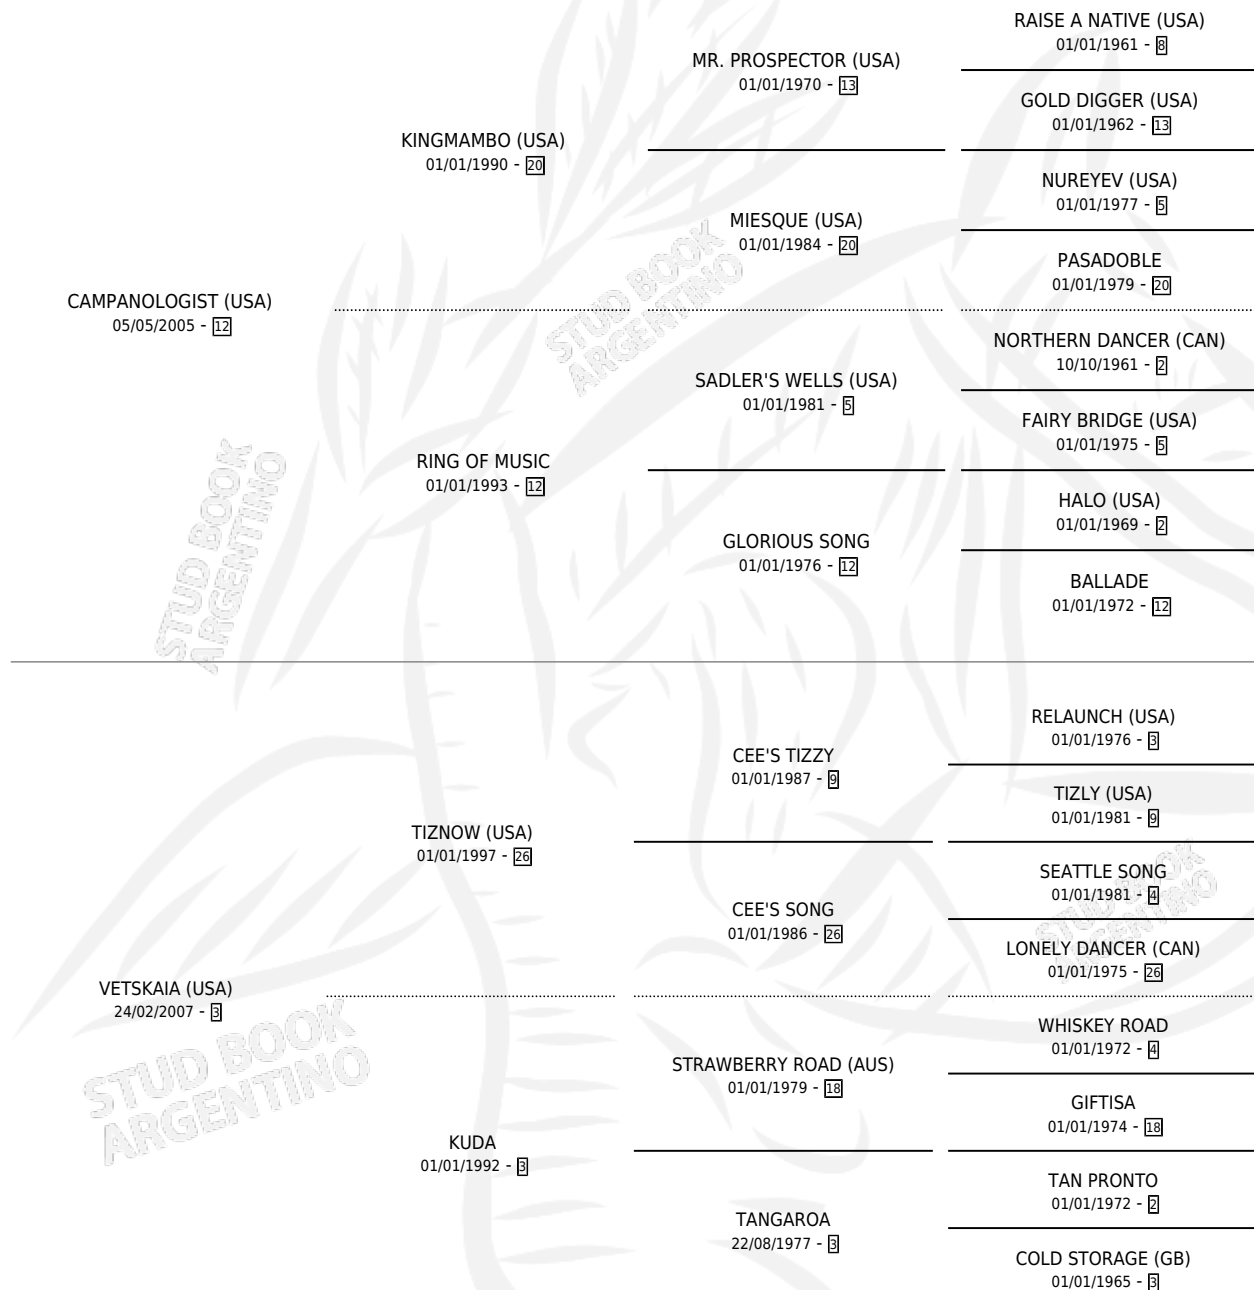 RAISE A NATIVE (USA)
01/01/1961 - 8
MR. PROSPECTOR (USA)
01/01/1970 - 13
GOLD DIGGER (USA)
01/01/1962 - 13
KINGMAMBO (USA)
01/01/1990 - 20
NUREYEV (USA)
01/01/1977 - 5
MIESQUE (USA)
01/01/1984 - 20
PASADOBLE
01/01/1979 - 20
CAMPANOLOGIST (USA)
05/05/2005 - 12
NORTHERN DANCER (CAN)
10/10/1961 - 2
SADLER'S WELLS (USA)
01/01/1981 - 5
FAIRY BRIDGE (USA)
01/01/1975 - 5
RING OF MUSIC
01/01/1993 - 12
HALO (USA)
01/01/1969 - 2
GLORIOUS SONG
01/01/1976 - 12
BALLADE
01/01/1972 - 12
STUD BOOK
ARGENTINO
STUD BOOK
ARGENTINO
RELAUNCH (USA)
01/01/1976 - 3
CEE'S TIZZY
01/01/1987 - 9
TIZLY (USA)
01/01/1981 - 9
TIZNOW (USA)
01/01/1997 - 26
SEATTLE SONG
01/01/1981 - 4
CEE'S SONG
01/01/1986 - 26
LONELY DANCER (CAN)
01/01/1975 - 26
VETSKAIA (USA)
24/02/2007 - 3
WHISKEY ROAD
01/01/1972 - 4
STRAWBERRY ROAD (AUS)
01/01/1979 - 18
GIFTISA
01/01/1974 - 18
KUDA
01/01/1992 - 3
TAN PRONTO
01/01/1972 - 2
TANGAROA
22/08/1977 - 3
COLD STORAGE (GB)
01/01/1965 - 3
STUD BOOK
ARGENTINO
STUD BOOK
ARGENTINO